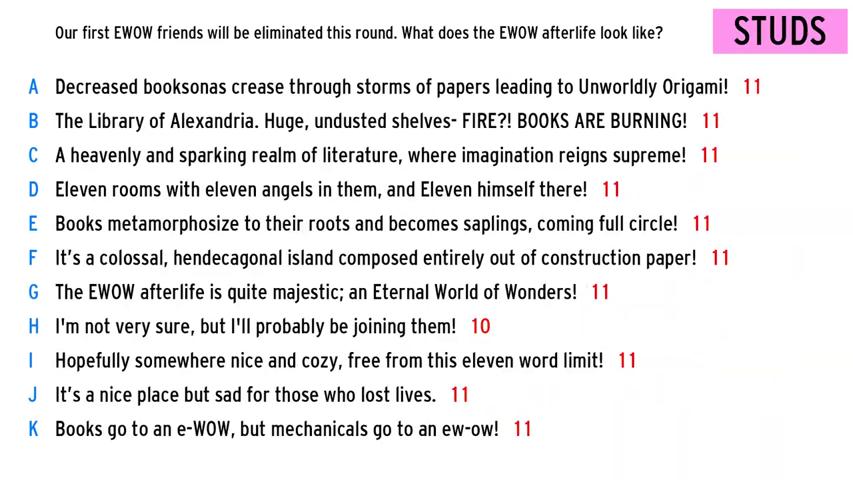 Our first EWOW friends will be eliminated this round. What does the EWOW afterlife look like?
STUDS
A Decreased booksonas crease through storms of papers leading to Unworldly Origami! 11
B The Library of Alexandria. Huge, undusted shelves- FIRE?! BOOKS ARE BURNING! 11
C A heavenly and sparking realm of literature, where imagination reigns supreme! 11
D Eleven rooms with eleven angels in them, and Eleven himself there! 11
E Books metamorphosize to their roots and becomes saplings, coming full circle! 11
F It’s a colossal, hendecagonal island composed entirely out of construction paper! 11
G The EWOW afterlife is quite majestic; an Eternal World of Wonders! 11
H I'm not very sure, but I'll probably be joining them! 10
I Hopefully somewhere nice and cozy, free from this eleven word limit! 11
J It’s a nice place but sad for those who lost lives. 11
K Books go to an e-WOW, but mechanicals go to an ew-ow! 11